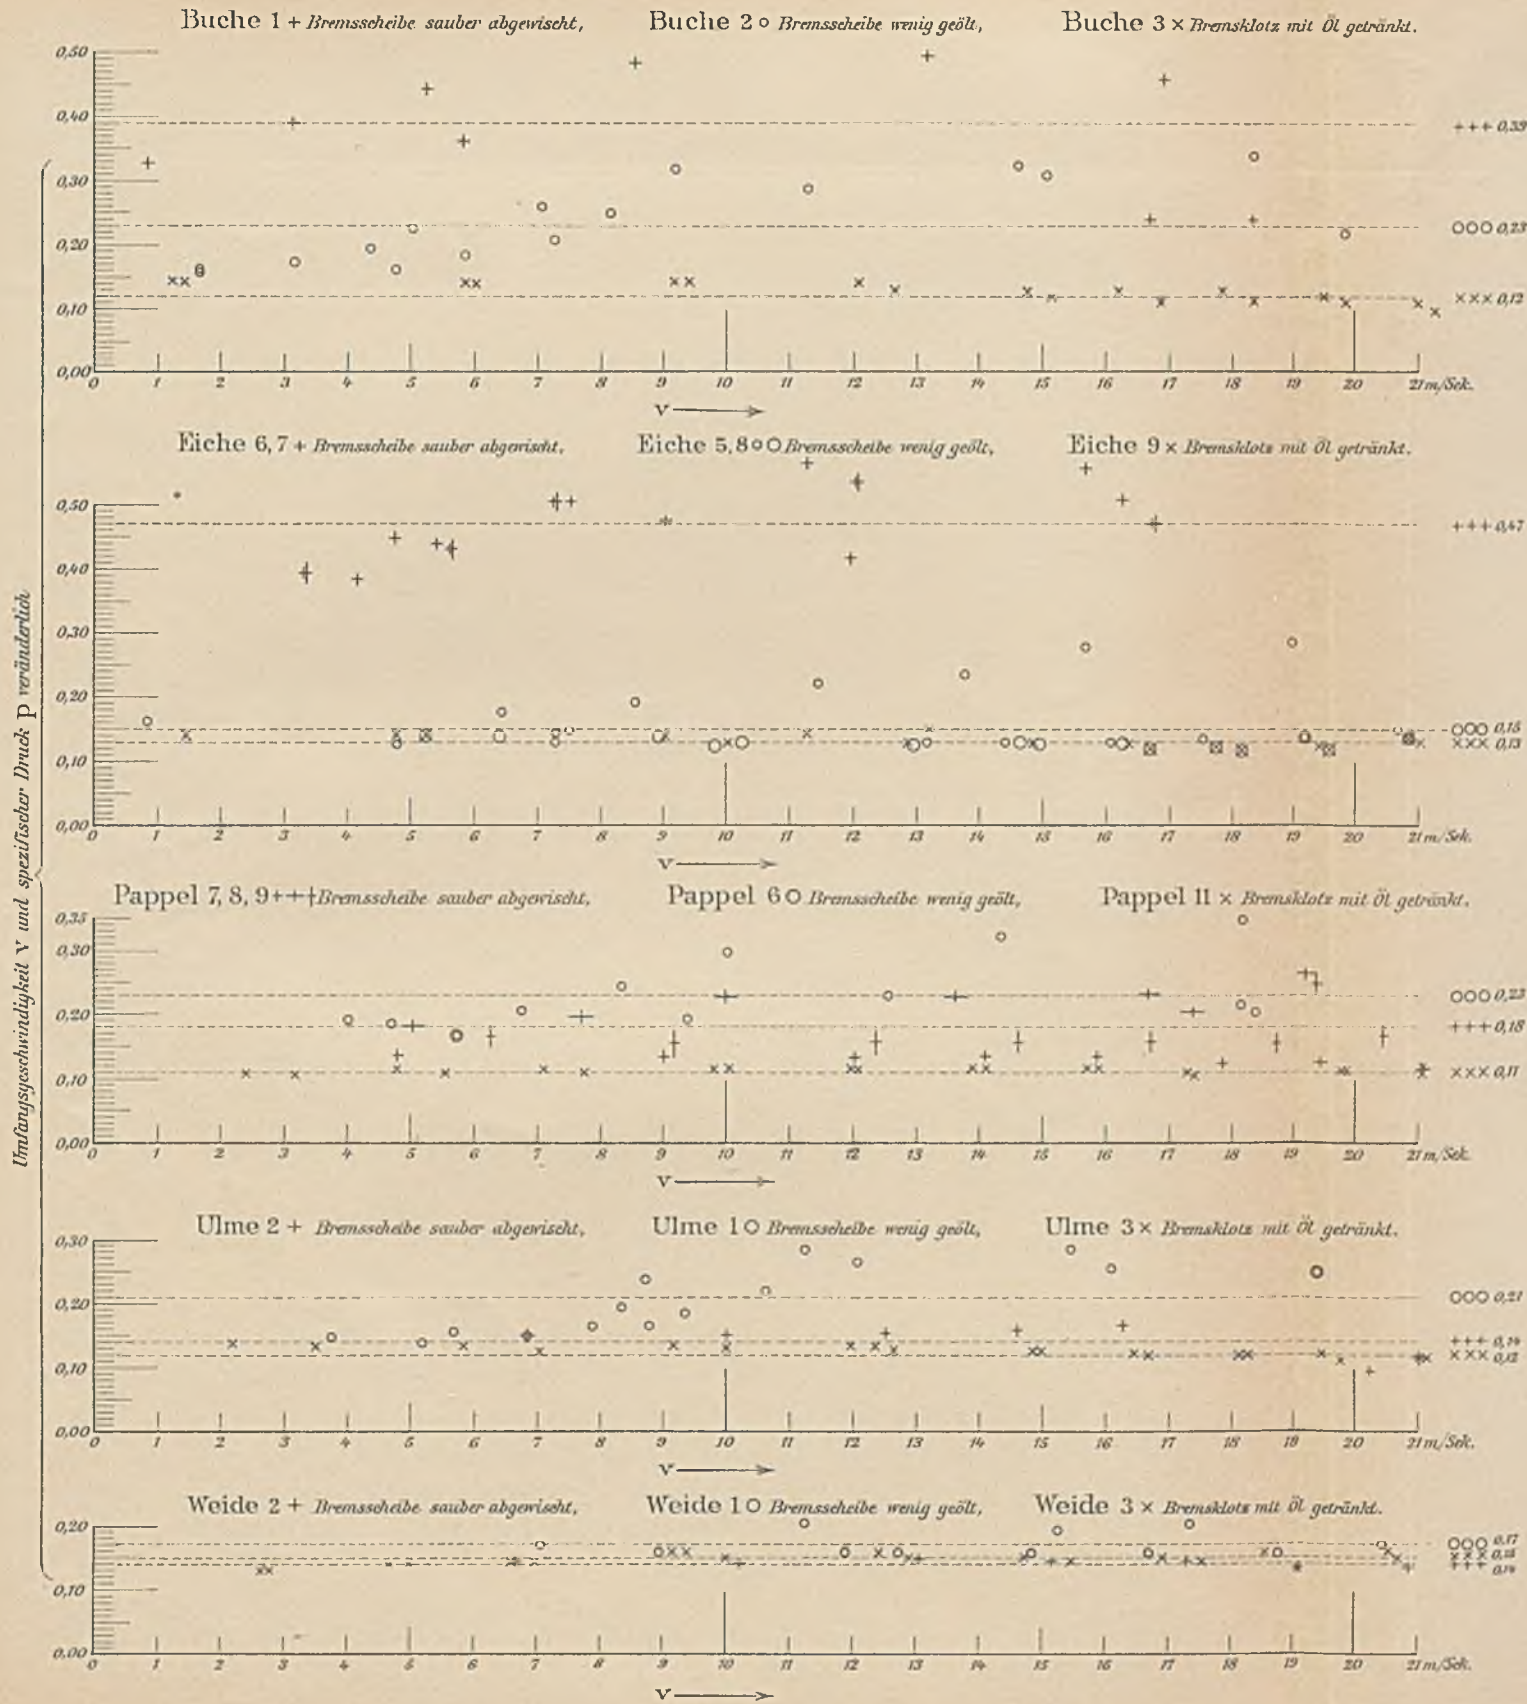 Buche 1 + Bremsscheibe sauber abgewischt, Buche 2 o Bremsscheibe wenig geölt, Buche 3 × Bremsklotz mit Öl getränkt.
0,50
0,40
+++ 0,39
0,30
0,20
ooo 0,23
0,10
××× 0,12
0,00
0 1 2 3 4 5 6 7 8 9 10 11 12 13 14 15 16 17 18 19 20 21 m/Sek.
v
Eiche 6, 7 + Bremsscheibe sauber abgewischt, Eiche 5, 8 o O Bremsscheibe wenig geölt, Eiche 9 × Bremsklotz mit Öl getränkt.
0,50
+++ 0,47
0,40
0,30
0,20
ooo 0,15
××× 0,13
0,10
0,00
0 1 2 3 4 5 6 7 8 9 10 11 12 13 14 15 16 17 18 19 20 21 m/Sek.
v
Umfangsgeschwindigkeit v und spezifischer Druck p veränderlich
Pappel 7, 8, 9 +++ Bremsscheibe sauber abgewischt, Pappel 6 O Bremsscheibe wenig geölt, Pappel 11 × Bremsklotz mit Öl getränkt.
0,35
0,30
ooo 0,23
0,20
+++ 0,18
0,10
××× 0,11
0,00
0 1 2 3 4 5 6 7 8 9 10 11 12 13 14 15 16 17 18 19 20 21 m/Sek.
v
Ulme 2 + Bremsscheibe sauber abgewischt, Ulme 1 O Bremsscheibe wenig geölt, Ulme 3 × Bremsklotz mit Öl getränkt.
0,30
0,20
ooo 0,21
+++ 0,14
××× 0,12
0,10
0,00
0 1 2 3 4 5 6 7 8 9 10 11 12 13 14 15 16 17 18 19 20 21 m/Sek.
v
Weide 2 + Bremsscheibe sauber abgewischt, Weide 1 O Bremsscheibe wenig geölt, Weide 3 × Bremsklotz mit Öl getränkt.
0,20
ooo 0,17
××× 0,15
+++ 0,14
0,10
0,00
0 1 2 3 4 5 6 7 8 9 10 11 12 13 14 15 16 17 18 19 20 21 m/Sek.
v